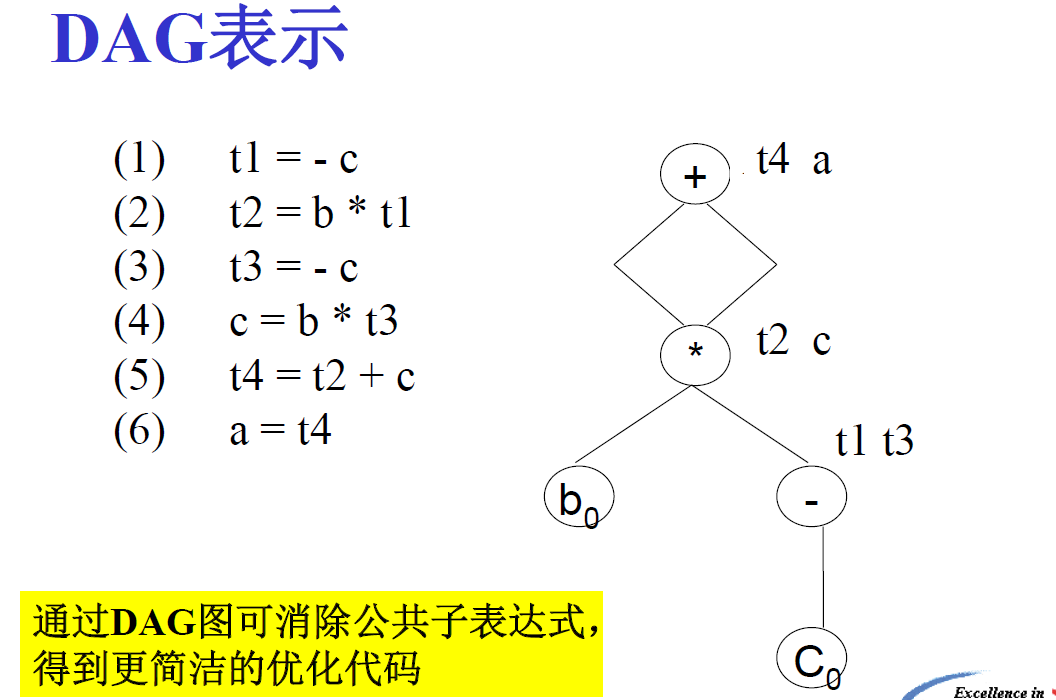 DAG表示
(1) t1 = - c
(2) t2 = b * t1
(3) t3 = - c
(4) c = b * t3
(5) t4 = t2 + c
(6) a = t4
+ t4 a
* t2 c
t1 t3
b0 -
C0
通过DAG图可消除公共子表达式，
得到更简洁的优化代码
Excellence in